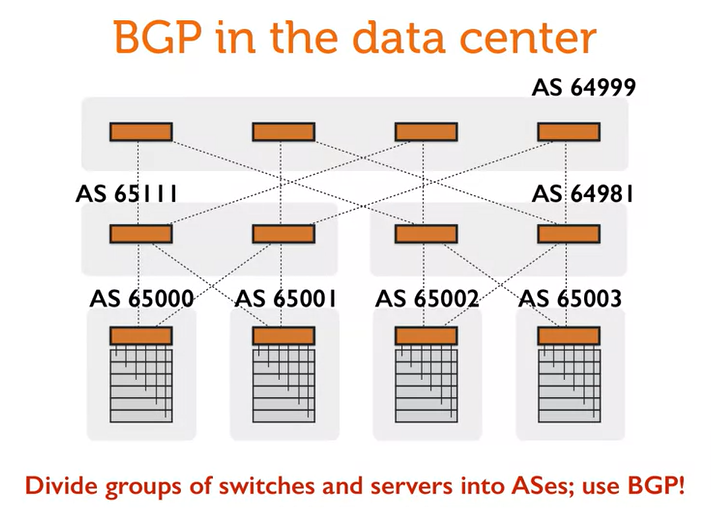 BGP in the data center
AS 64999
AS 65111
AS 64981
AS 65000
AS 65001
AS 65002
AS 65003
Divide groups of switches and servers into ASes; use BGP!